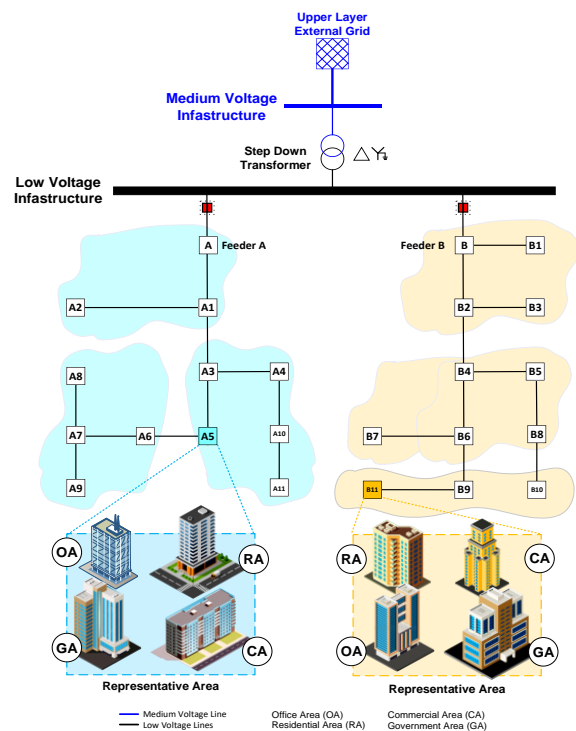 Upper Layer
External Grid
Medium Voltage
Infastructure
Step Down
Transformer
Low Voltage
Infastructure
A
Feeder A
Feeder B
B
B1
A2
A1
B2
B3
A8
A3
A4
B4
B5
A7
A6
A5
A10
B7
B6
B8
A9
A11
B11
B9
B10
OA
RA
RA
CA
GA
CA
OA
GA
Representative Area
Representative Area
Medium Voltage Line
Office Area (OA)
Commercial Area (CA)
Low Voltage Lines
Residential Area (RA)
Government Area (GA)